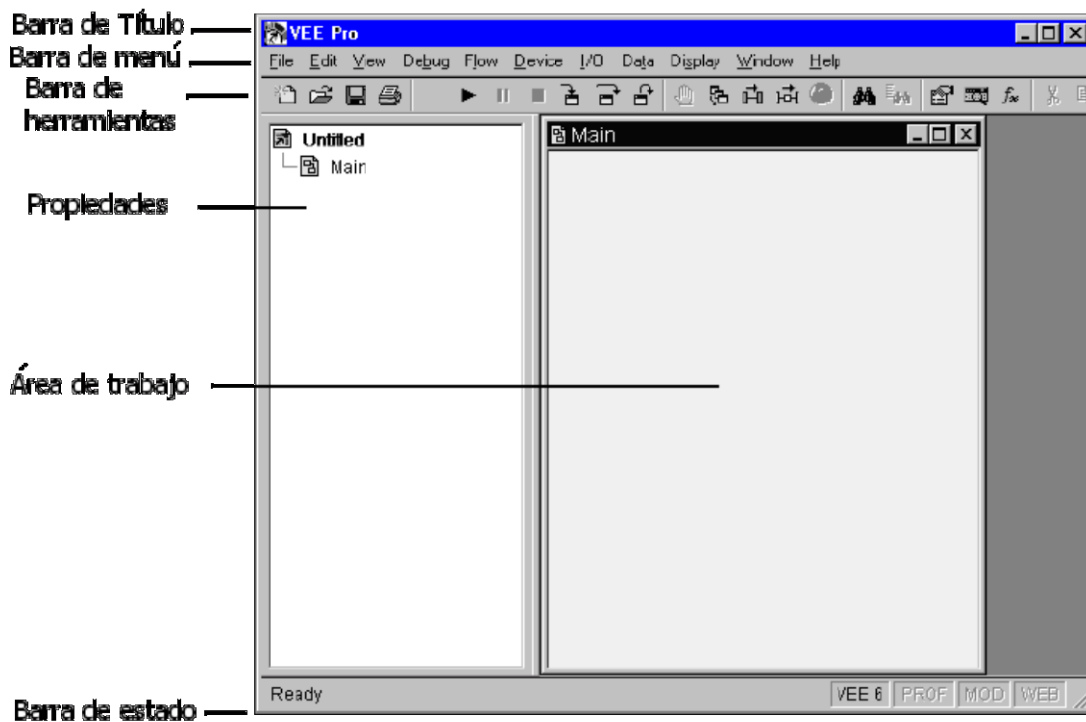 Barra de Título
VEE Pro
Barra de menú
File Edit View Debug Flow Device I/O Data Display Window Help
Barra de
herramientas
Untitled
Main
Main
Propiedades
Área de trabajo
Ready
VEE 6 PROF MOD WEB
Barra de estado